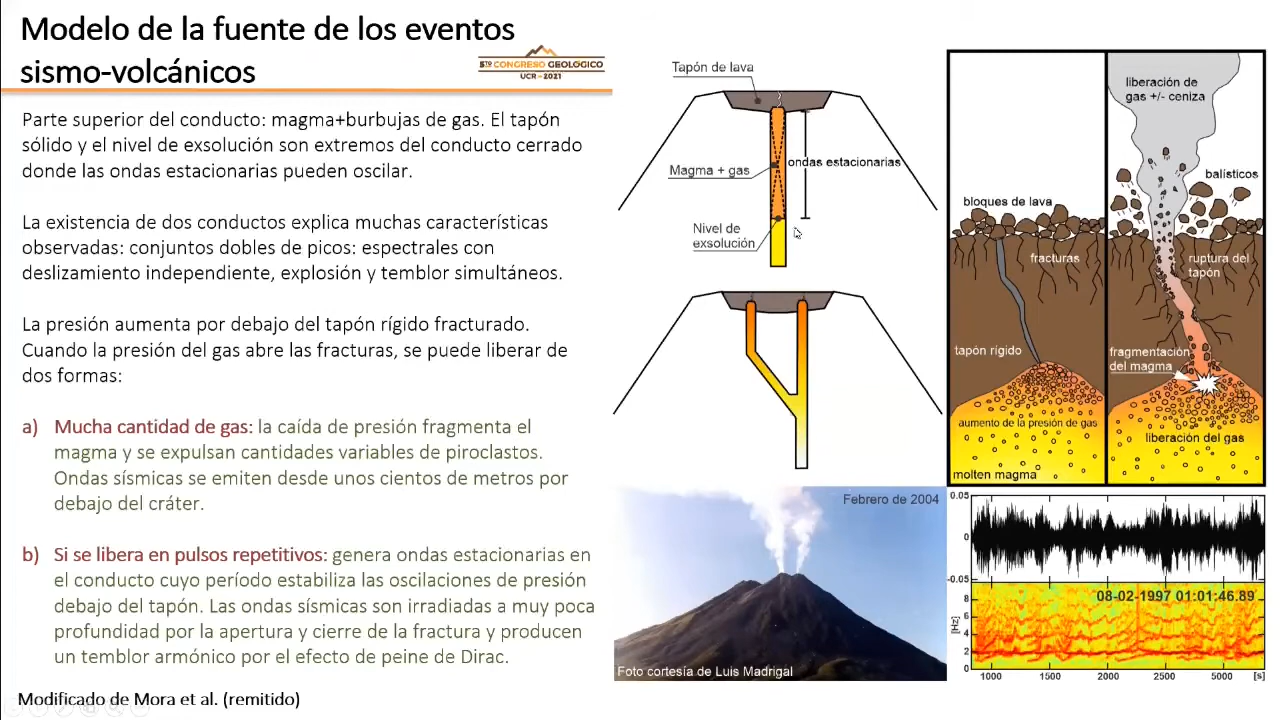 Modelo de la fuente de los eventos
sismo-volcánicos
5TO CONGRESO GEOLÓGICO
UCR-2021
Parte superior del conducto: magma+burbujas de gas. El tapón
sólido y el nivel de exsolución son extremos del conducto cerrado
donde las ondas estacionarias pueden oscilar.
La existencia de dos conductos explica muchas características
observadas: conjuntos dobles de picos: espectrales con
deslizamiento independiente, explosión y temblor simultáneos.
La presión aumenta por debajo del tapón rígido fracturado.
Cuando la presión del gas abre las fracturas, se puede liberar de
dos formas:
a) Mucha cantidad de gas: la caída de presión fragmenta el
magma y se expulsan cantidades variables de piroclastos.
Ondas sísmicas se emiten desde unos cientos de metros por
debajo del cráter.
b) Si se libera en pulsos repetitivos: genera ondas estacionarias en
el conducto cuyo período estabiliza las oscilaciones de presión
debajo del tapón. Las ondas sísmicas son irradiadas a muy poca
profundidad por la apertura y cierre de la fractura y producen
un temblor armónico por el efecto de peine de Dirac.
Modificado de Mora et al. (remitido)
Tapón de lava
ondas estacionarias
Magma + gas
Nivel de
exsolución
Febrero de 2004
Foto cortesía de Luis Madrigal
bloques de lava
fracturas
tapón rígido
aumento de la presión de gas
molten magma
liberación de
gas +/- ceniza
balísticos
ruptura del
tapón
fragmentación
del magma
liberación del gas
0.05
0
-0.05
08-02-1997 01:01:46.89
8
6
4
2
0
[Hz]
1000 1500 2000 2500 5000 [s]